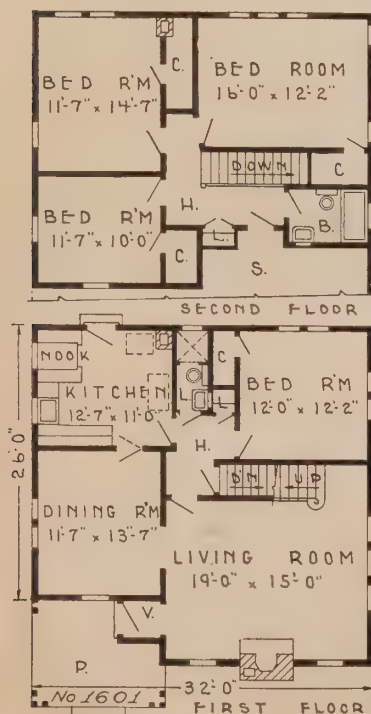 BED R'M
11'-7" x 14'-7"
C.
BED ROOM
16'-0" x 12'-2"
DOWN
C
BED R'M
11'-7" x 10'-0"
H.
L.
B.
C
S.
SECOND FLOOR
NOOK
KITCHEN
12'-7" x 11'-0"
L.
C
L
BED R'M
12'-0" x 12'-2"
H.
D'N
UP
26'-0"
DINING R'M
11'-7" x 13'-7"
LIVING ROOM
19'-0" x 15'-0"
V.
P.
No 1601
32'-0"
FIRST FLOOR